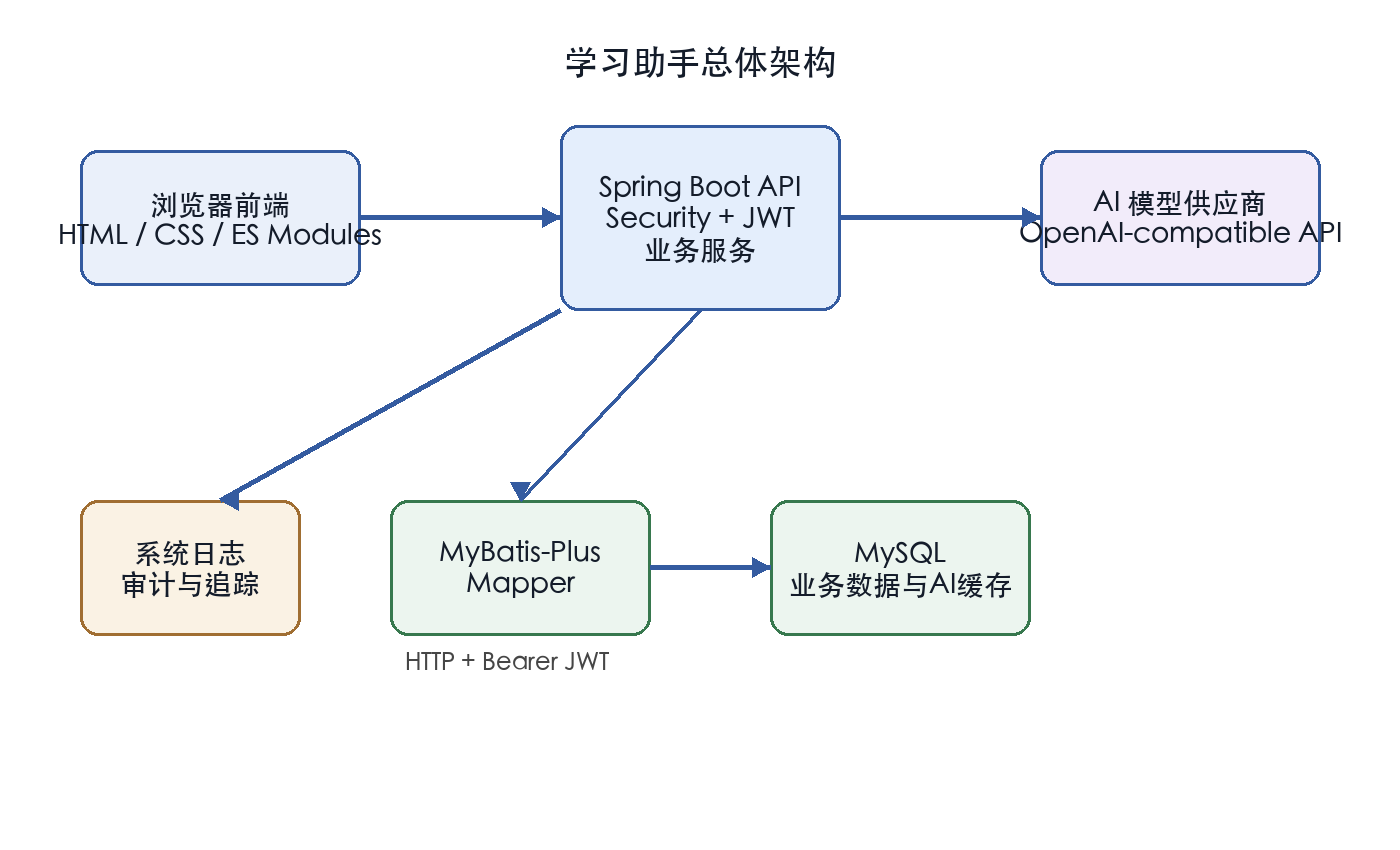 学习助手总体架构
浏览器前端
HTML / CSS / ES Modules
Spring Boot API
Security + JWT
业务服务
AI 模型供应商
OpenAI-compatible API
系统日志
审计与追踪
MyBatis-Plus
Mapper
MySQL
业务数据与AI缓存
HTTP + Bearer JWT